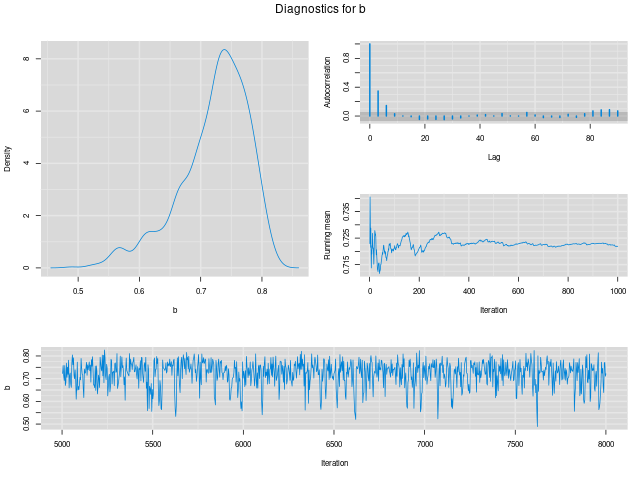 Diagnostics for b
Density
0 2 4 6 8
0.5 0.6 0.7 0.8
b
Autocorrelation
0.0 0.4 0.8
0 20 40 60 80
Lag
Running mean
0.715 0.725 0.735
0 200 400 600 800 1000
Iteration
b
0.50 0.60 0.70 0.80
5000 5500 6000 6500 7000 7500 8000
Iteration